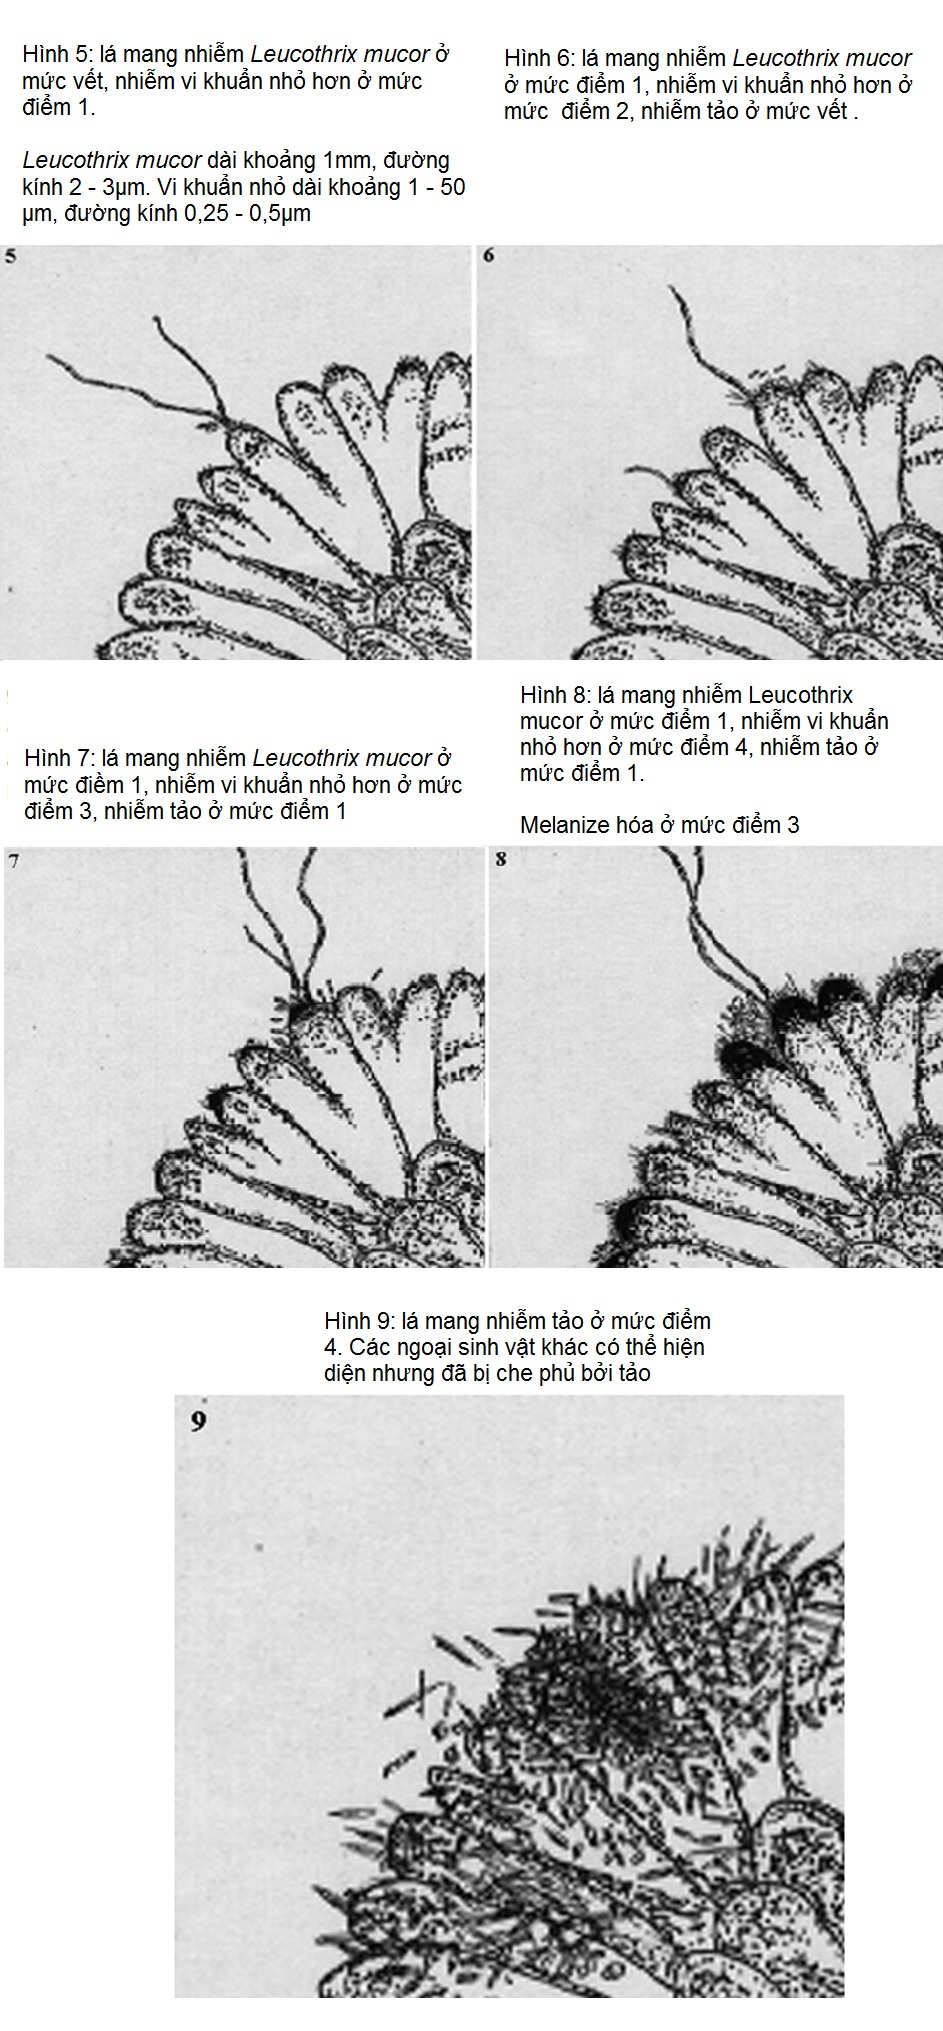 Hình 5: lá mang nhiễm Leucothrix mucor ở
mức vết, nhiễm vi khuẩn nhỏ hơn ở mức
điểm 1.
Leucothrix mucor dài khoảng 1mm, đường
kính 2 - 3µm. Vi khuẩn nhỏ dài khoảng 1 - 50
µm, đường kính 0,25 - 0,5µm
Hình 6: lá mang nhiễm Leucothrix mucor
ở mức điểm 1, nhiễm vi khuẩn nhỏ hơn ở
mức  điểm 2, nhiễm tảo ở mức vết .
5
6
Hình 7: lá mang nhiễm Leucothrix mucor ở
mức điềm 1, nhiễm vi khuẩn nhỏ hơn ở mức
điểm 3, nhiễm tảo ở mức điểm 1
Hình 8: lá mang nhiễm Leucothrix
mucor ở mức điểm 1, nhiễm vi khuẩn
nhỏ hơn ở mức điểm 4, nhiễm tảo ở
mức điểm 1.
Melanize hóa ở mức điểm 3
7
8
Hình 9: lá mang nhiễm tảo ở mức điểm
4. Các ngoại sinh vật khác có thể hiện
diện nhưng đã bị che phủ bởi tảo
9